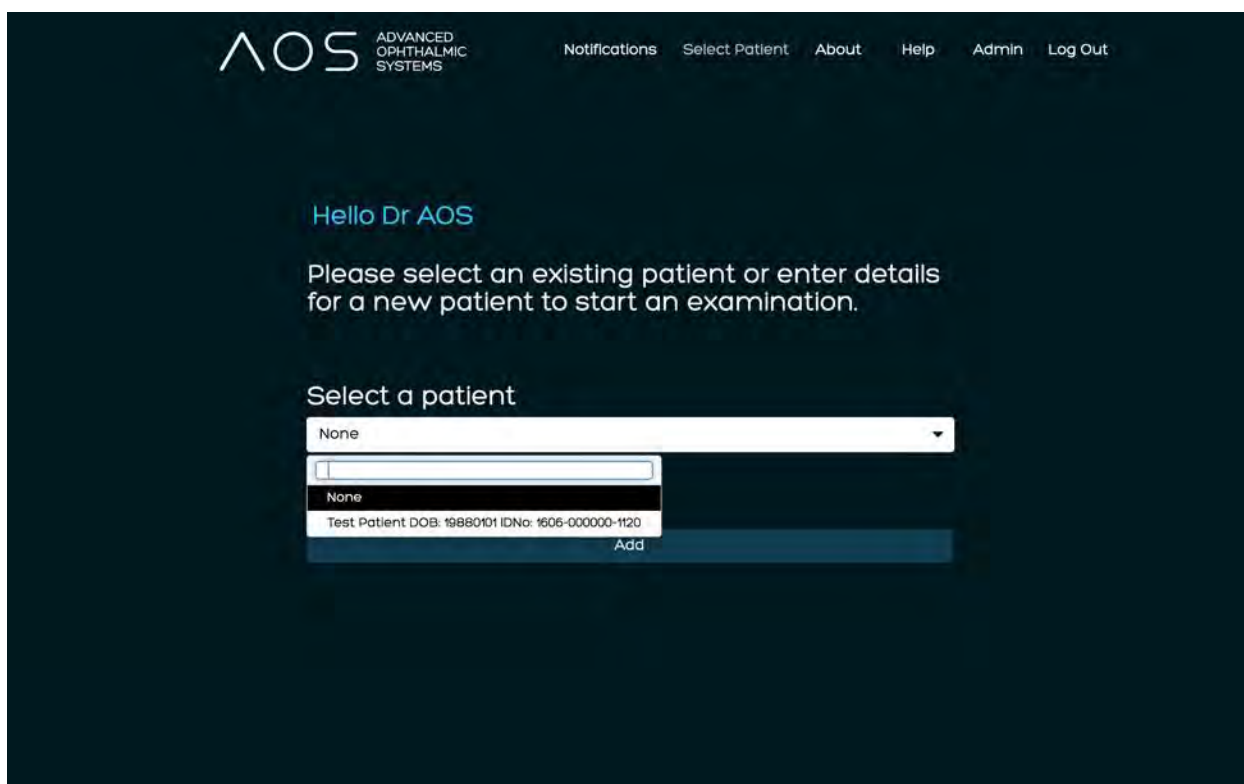 AOS ADVANCED
OPHTHALMIC
SYSTEMS
Notifications Select Patient About Help Admin Log Out
Hello Dr AOS
Please select an existing patient or enter details
for a new patient to start an examination.
Select a patient
None
None
Test Patient DOB: 19880101 IDNo: 1606-000000-1120
Add